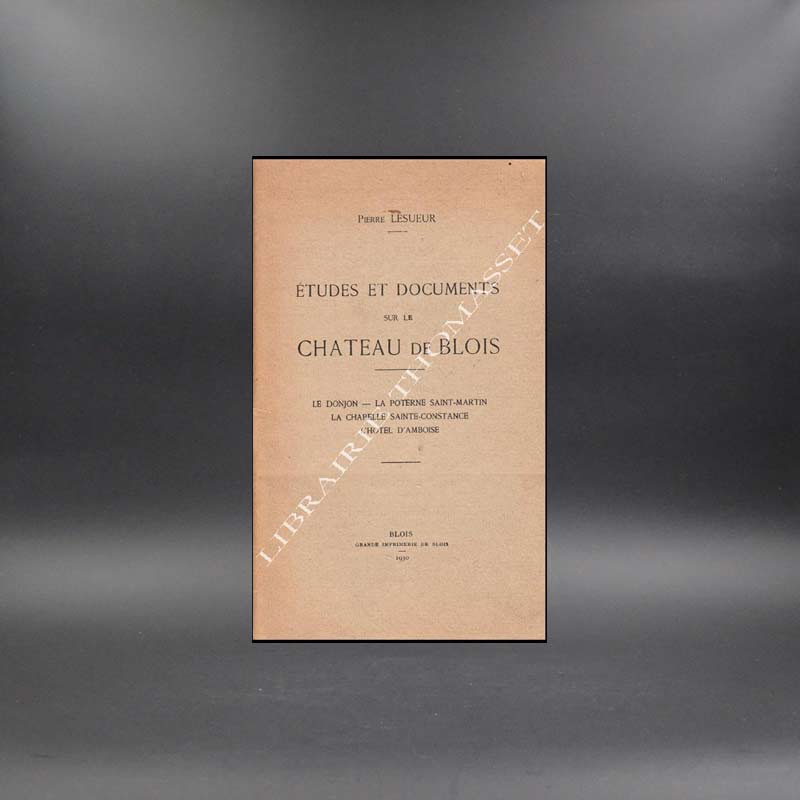 PIERRE LESUEUR
ÉTUDES ET DOCUMENTS
SUR LE
CHATEAU DE BLOIS
LE DONJON — LA POTERNE SAINT-MARTIN
LA CHAPELLE SAINTE-CONSTANCE
L'HOTEL D'AMBOISE
BLOIS
GRANDE IMPRIMERIE DE BLOIS
1930
LIBRAIRIE THOMASSET